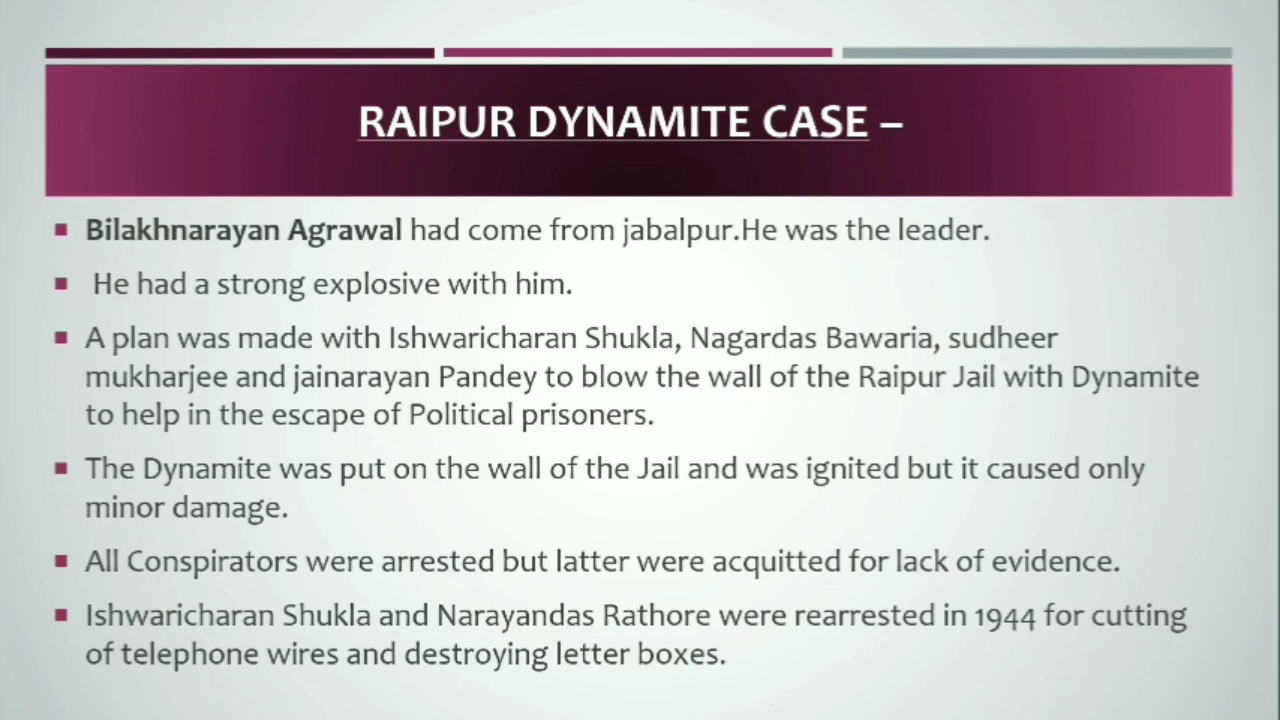 RAIPUR DYNAMITE CASE –
Bilakhnarayan Agrawal had come from jabalpur.He was the leader.
He had a strong explosive with him.
A plan was made with Ishwaricharan Shukla, Nagardas Bawaria, sudheer
mukharjee and jainarayan Pandey to blow the wall of the Raipur Jail with Dynamite
to help in the escape of Political prisoners.
The Dynamite was put on the wall of the Jail and was ignited but it caused only
minor damage.
All Conspirators were arrested but latter were acquitted for lack of evidence.
Ishwaricharan Shukla and Narayandas Rathore were rearrested in 1944 for cutting
of telephone wires and destroying letter boxes.